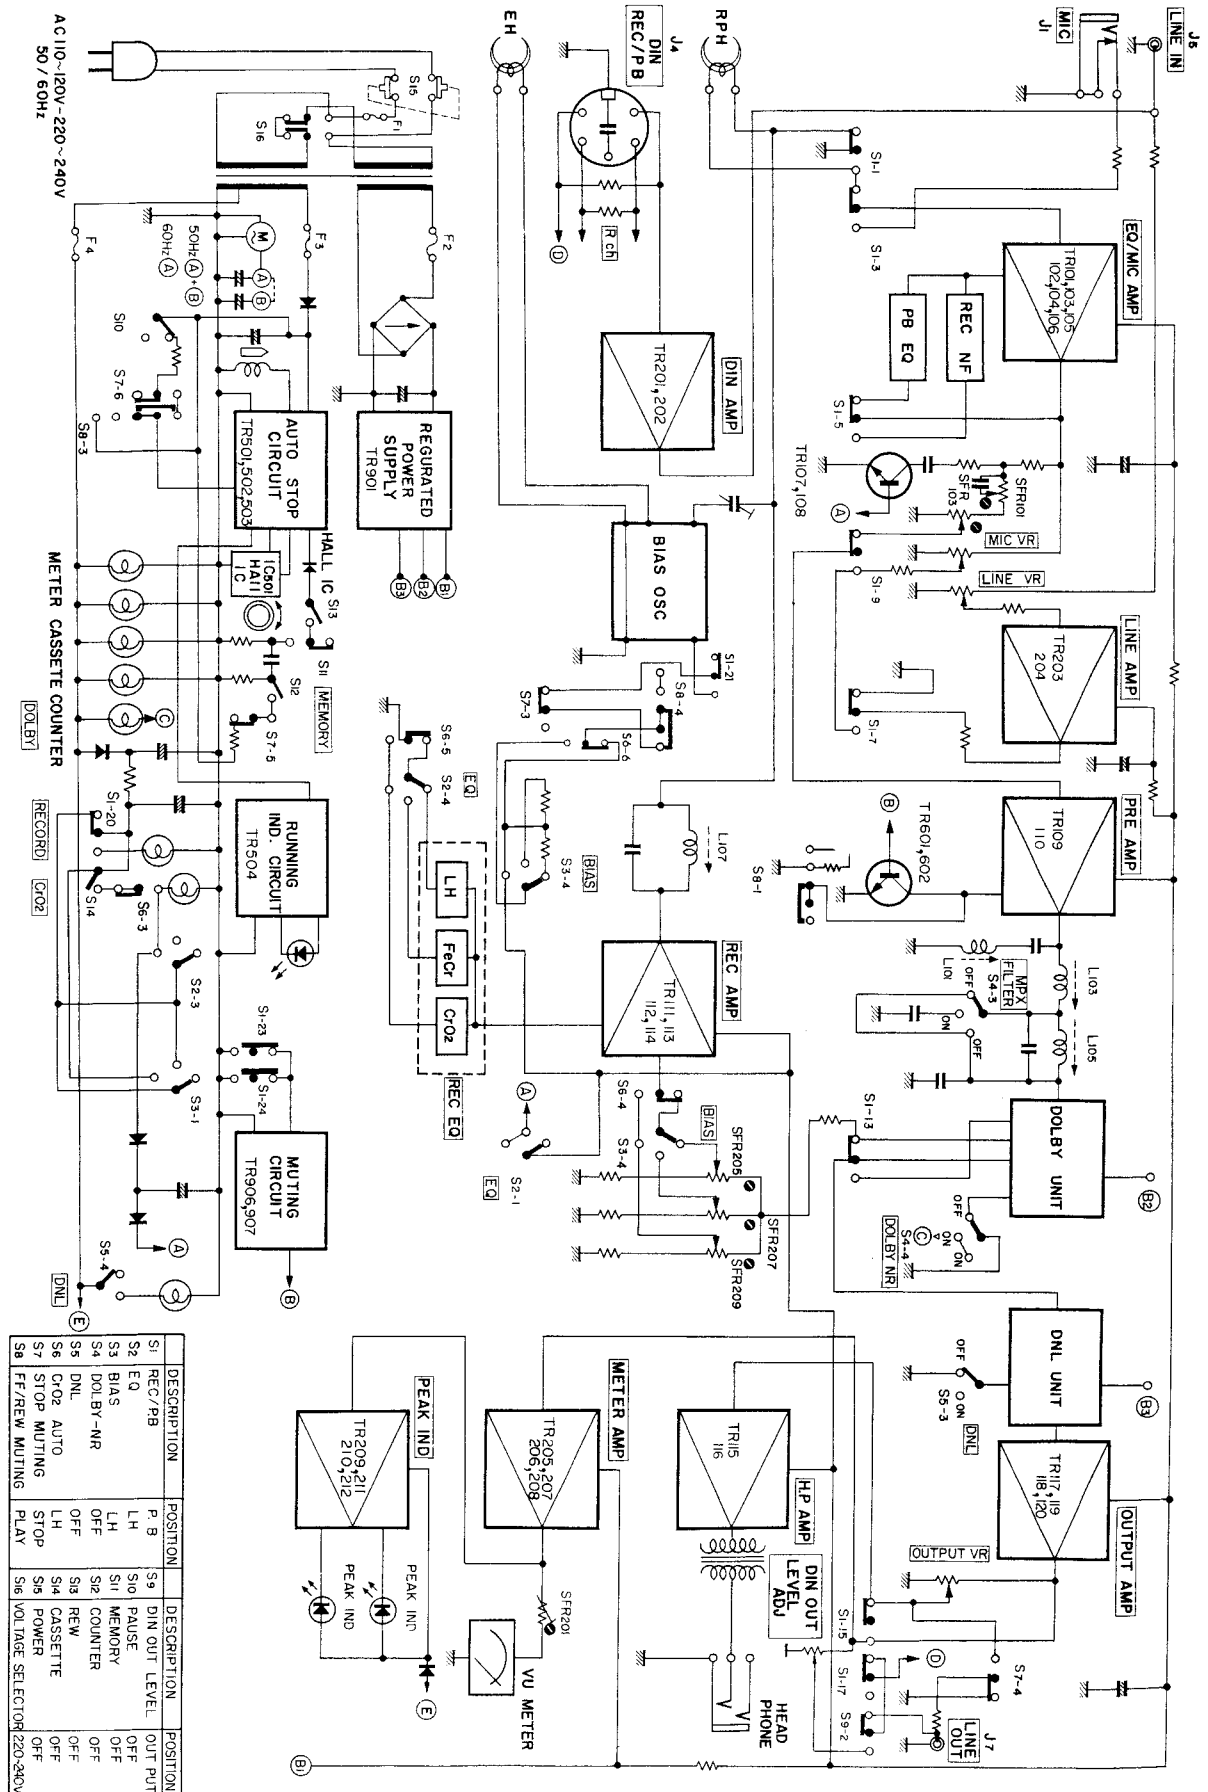 J5
LINE IN
MIC
J1
RPH
J4
DIN
REC/PB
EH
AC 110~120V-220~240V
50/60Hz
S15
S16
F1
S1-1
S1-3
EQ/MIC AMP
TR101,103,105
102,104,106
REC NF
PB EQ
S1-5
TR107,108
SFR101
SFR
103
A
MIC VR
S1-9
LINE VR
LINE AMP
TR203
204
S1-7
PRE AMP
TR109
110
B
TR601,602
S8-1
L101
MPX
FILTER
S4-3
OFF
ON
OFF
L103
L105
S1-13
DOLBY UNIT
B2
OFF
ON
ON
C
S4-4
DOLBY NR
DNL UNIT
B3
OFF
ON
S5-3
DNL
OUTPUT AMP
TR117,119
118,120
OUTPUT VR
S1-15
S7-4
D
S1-17
S9-2
J7
LINE
OUT
R ch
D
DIN AMP
TR201,202
BIAS OSC
S1-21
S8-4
S7-3
S6-6
L107
S6-5
S2-4
EQ
S3-4
BIAS
LH
FeCr
CrO2
REC EQ
REC AMP
TR111,113
112,114
S6-4
S3-4
BIAS
SFR205
SFR207
SFR209
A
S2-1
EQ
H.P AMP
TR115
116
DIN OUT
LEVEL
ADJ
HEAD
PHONE
METER AMP
TR205,207
206,208
SFR201
VU METER
PEAK IND
TR209,211
210,212
PEAK IND
PEAK IND
E
B1
F2
F3
F4
M
A
B
50Hz A + B
60Hz A
S10
S7-6
S8-3
REGURATED
POWER
SUPPLY
TR901
B1
B2
B3
AUTO STOP
CIRCUIT
TR501,502,503
HALL IC
IC501
HA11
IC
S13
S11
MEMORY
S12
S7-5
METER CASSETE COUNTER
C
DOLBY
RUNNING
IND. CIRCUIT
TR504
S1-20
RECORD
CrO2
S14
S6-3
S2-3
S3-1
S1-23
S1-24
MUTING
CIRCUIT
TR906,907
B
A
S5-4
DNL
E
DESCRIPTION POSITION DESCRIPTION POSITION
S1 REC/PB P.B S9 DIN OUT LEVEL OUT PUT
S2 EQ LH S10 PAUSE OFF
S3 BIAS LH S11 MEMORY OFF
S4 DOLBY-NR OFF S12 COUNTER OFF
S5 DNL OFF S13 REW OFF
S6 CrO2 AUTO LH S14 CASSETTE OFF
S7 STOP MUTING STOP S15 POWER OFF
S8 FF/REW MUTING PLAY S16 VOLTAGE SELECTOR 220-240V